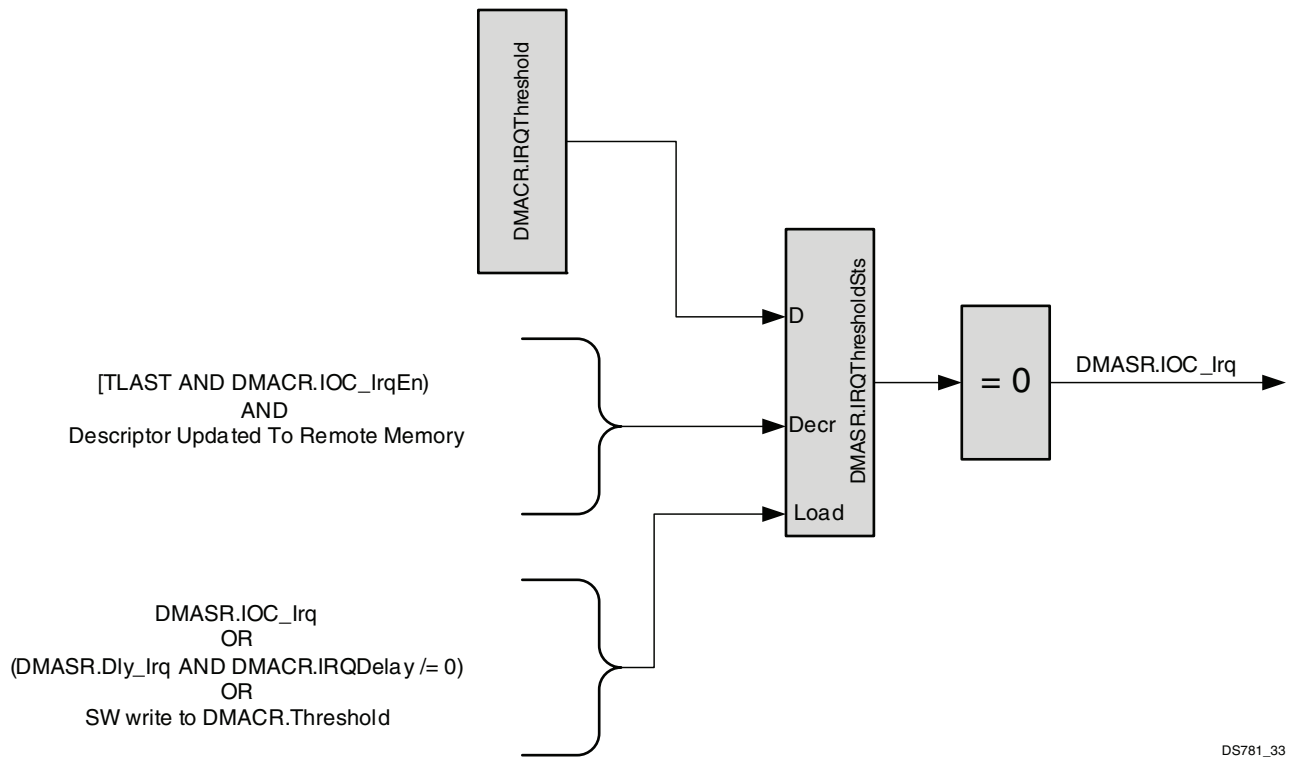 DMACR.IRQThreshold
DMASR.IRQThresholdSts
D
Decr
Load
= 0
DMASR.IOC_Irq
[TLAST AND DMACR.IOC_IrqEn)
AND
Descriptor Updated To Remote Memory
DMASR.IOC_Irq
OR
(DMASR.Dly_Irq AND DMACR.IRQDelay /= 0)
OR
SW write to DMACR.Threshold
DS781_33